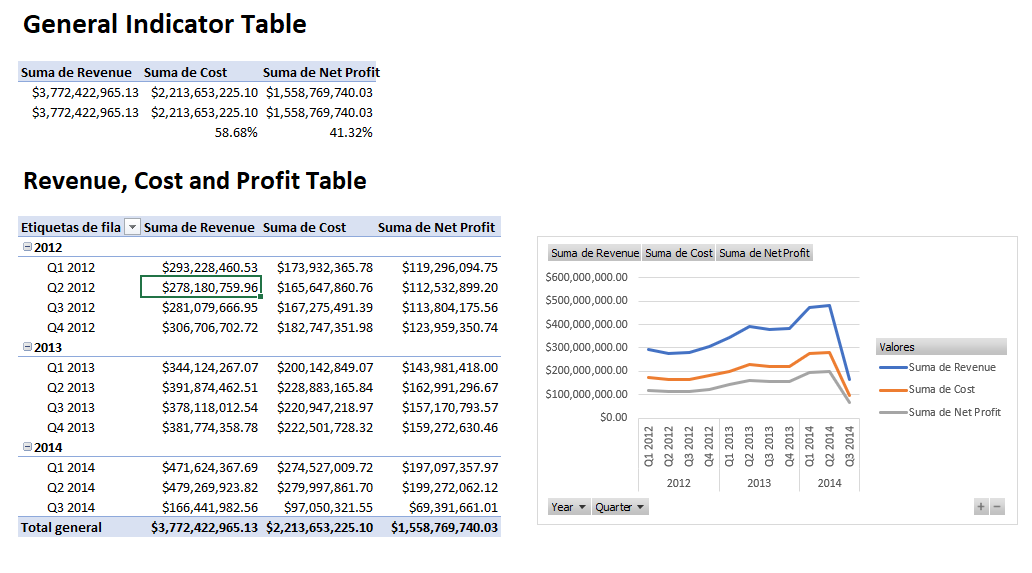 General Indicator Table
Suma de Revenue Suma de Cost Suma de Net Profit
$3,772,422,965.13 $2,213,653,225.10 $1,558,769,740.03
$3,772,422,965.13 $2,213,653,225.10 $1,558,769,740.03
58.68% 41.32%
Revenue, Cost and Profit Table
Etiquetas de fila Suma de Revenue Suma de Cost Suma de Net Profit
2012
Q1 2012 $293,228,460.53 $173,932,365.78 $119,296,094.75
Q2 2012 $278,180,759.96 $165,647,860.76 $112,532,899.20
Q3 2012 $281,079,666.95 $167,275,491.39 $113,804,175.56
Q4 2012 $306,706,702.72 $182,747,351.98 $123,959,350.74
2013
Q1 2013 $344,124,267.07 $200,142,849.07 $143,981,418.00
Q2 2013 $391,874,462.51 $228,883,165.84 $162,991,296.67
Q3 2013 $378,118,012.54 $220,947,218.97 $157,170,793.57
Q4 2013 $381,774,358.78 $222,501,728.32 $159,272,630.46
2014
Q1 2014 $471,624,367.69 $274,527,009.72 $197,097,357.97
Q2 2014 $479,269,923.82 $279,997,861.70 $199,272,062.12
Q3 2014 $166,441,982.56 $97,050,321.55 $69,391,661.01
Total general $3,772,422,965.13 $2,213,653,225.10 $1,558,769,740.03
Suma de Revenue Suma de Cost Suma de Net Profit
$600,000,000.00
$500,000,000.00
$400,000,000.00
$300,000,000.00
$200,000,000.00
$100,000,000.00
$0.00
Q1 2012 Q2 2012 Q3 2012 Q4 2012 Q1 2013 Q2 2013 Q3 2013 Q4 2013 Q1 2014 Q2 2014 Q3 2014
2012 2013 2014
Valores
Suma de Revenue
Suma de Cost
Suma de Net Profit
Year Quarter